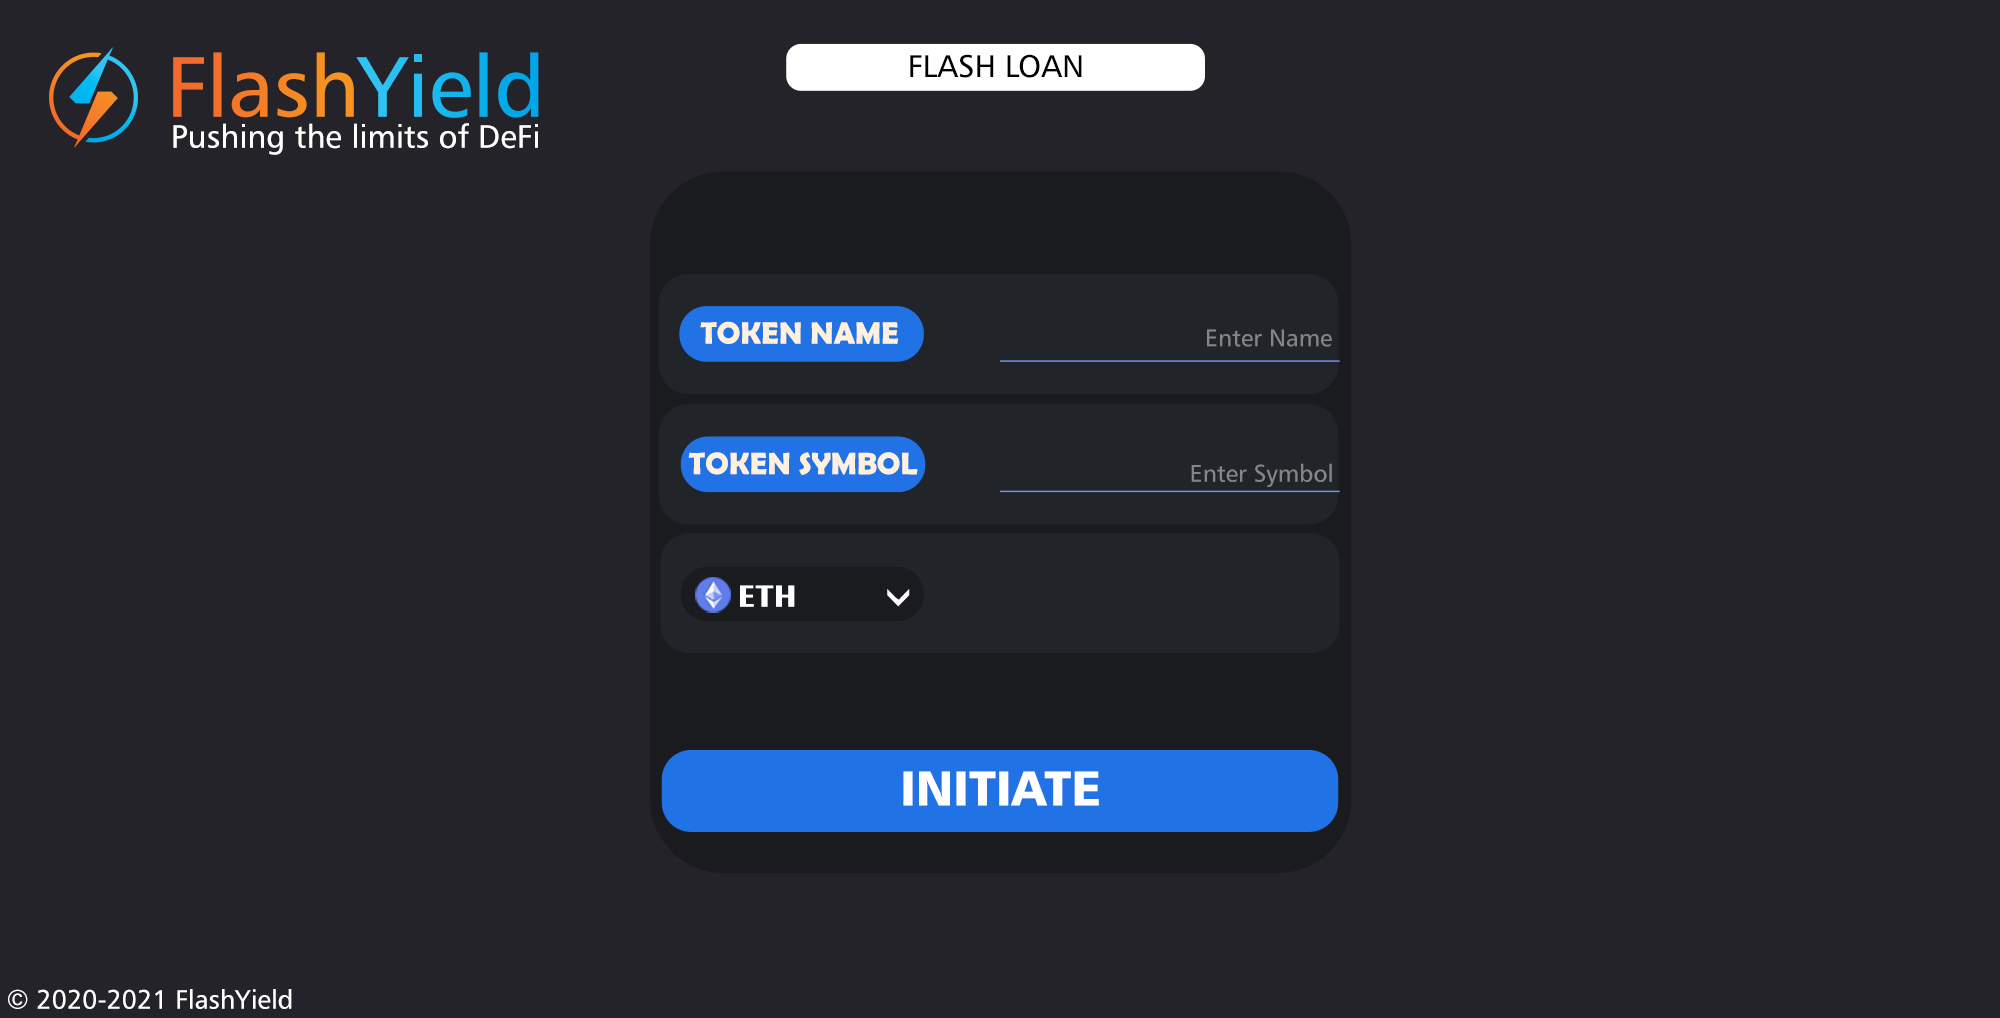 FlashYield
Pushing the limits of DeFi
FLASH LOAN
TOKEN NAME
Enter Name
TOKEN SYMBOL
Enter Symbol
ETH
INITIATE
© 2020-2021 FlashYield